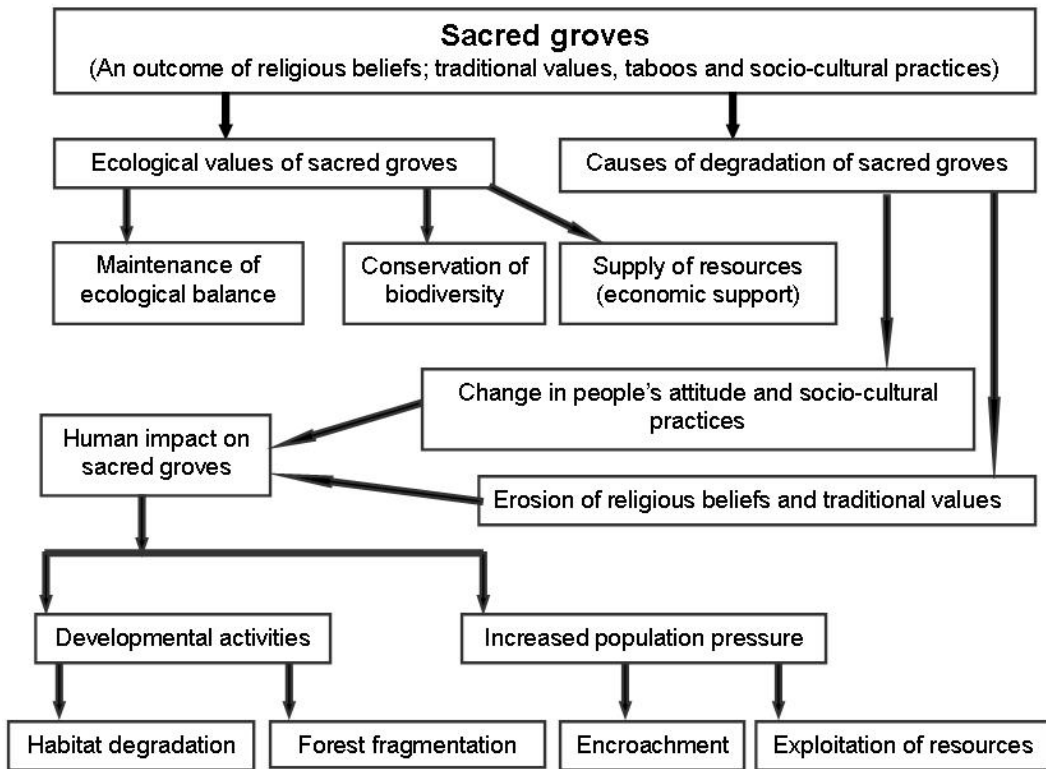 Sacred groves
(An outcome of religious beliefs; traditional values, taboos and socio-cultural practices)
Ecological values of sacred groves
Causes of degradation of sacred groves
Maintenance of
ecological balance
Conservation of
biodiversity
Supply of resources
(economic support)
Change in people's attitude and socio-cultural
practices
Human impact on
sacred groves
Erosion of religious beliefs and traditional values
Developmental activities
Increased population pressure
Habitat degradation
Forest fragmentation
Encroachment
Exploitation of resources